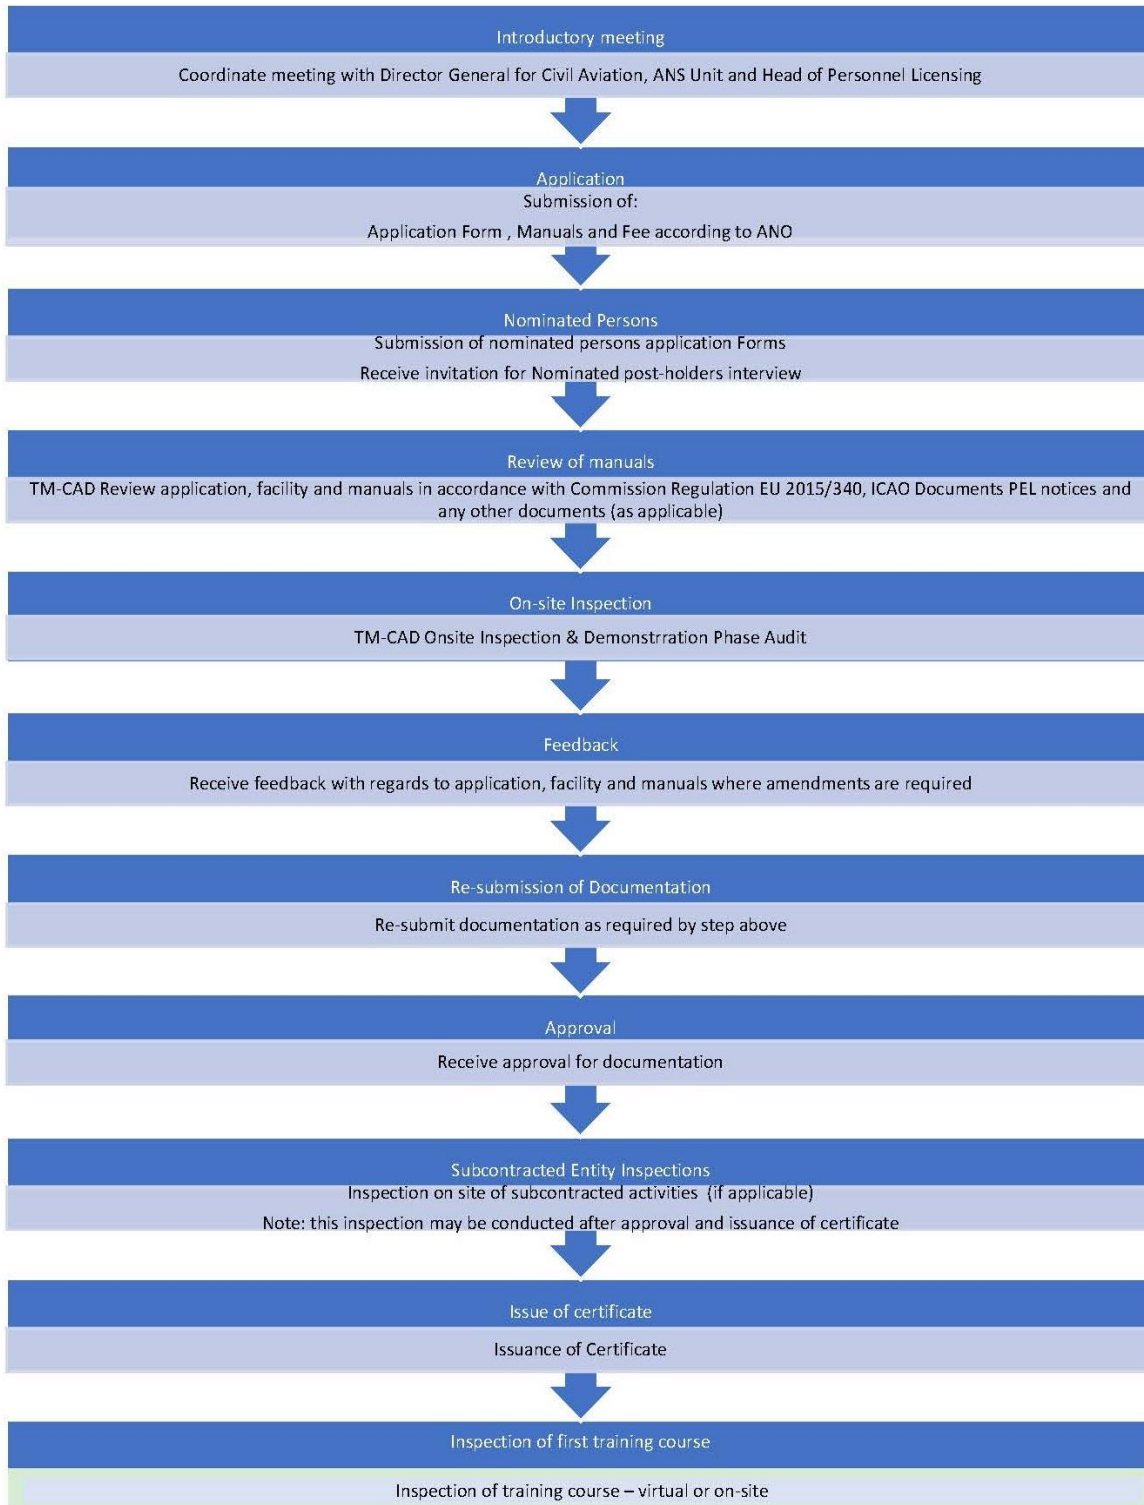 Introductory meeting
Coordinate meeting with Director General for Civil Aviation, ANS Unit and Head of Personnel Licensing
Application
Submission of:
Application Form , Manuals and Fee according to ANO
Nominated Persons
Submission of nominated persons application Forms
Receive invitation for Nominated post-holders interview
Review of manuals
TM-CAD Review application, facility and manuals in accordance with Commission Regulation EU 2015/340, ICAO Documents PEL notices and
any other documents (as applicable)
On-site Inspection
TM-CAD Onsite Inspection & Demonstrration Phase Audit
Feedback
Receive feedback with regards to application, facility and manuals where amendments are required
Re-submission of Documentation
Re-submit documentation as required by step above
Approval
Receive approval for documentation
Subcontracted Entity Inspections
Inspection on site of subcontracted activities (if applicable)
Note: this inspection may be conducted after approval and issuance of certificate
Issue of certificate
Issuance of Certificate
Inspection of first training course
Inspection of training course – virtual or on-site